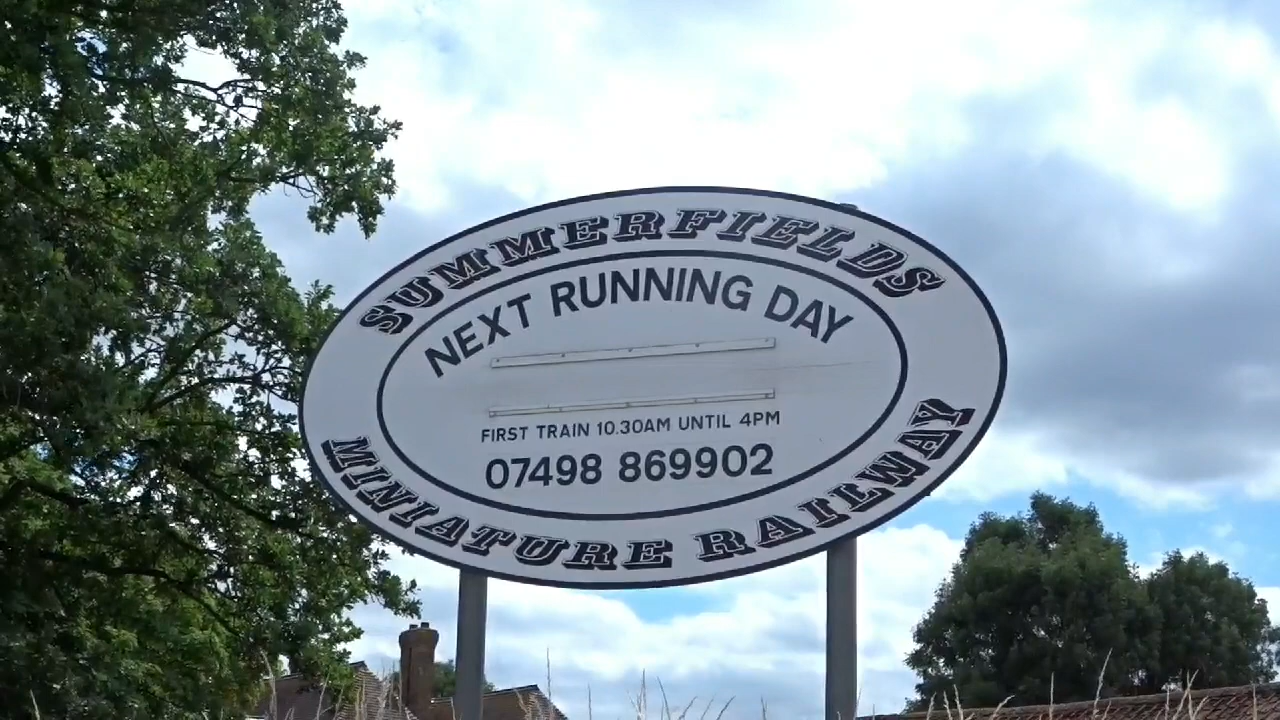 SUMMERFIELDS
NEXT RUNNING DAY
FIRST TRAIN 10.30AM UNTIL 4PM
07498 869902
MINIATURE RAILWAY